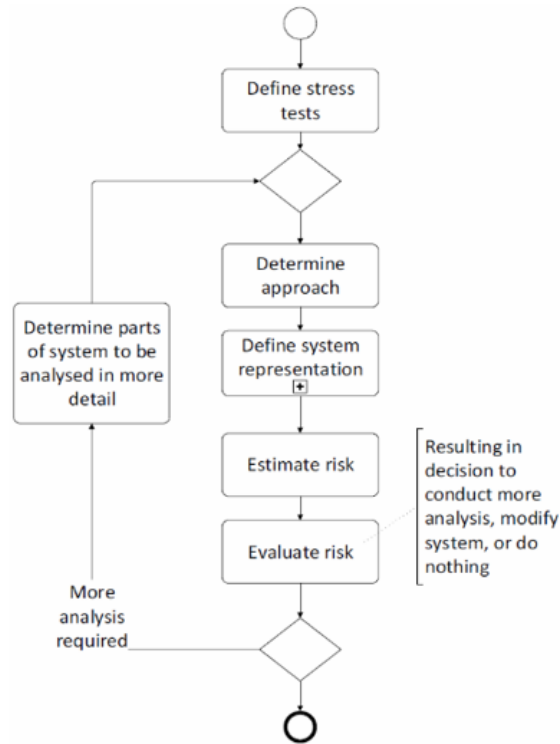 Define stress
tests
Determine
approach
Determine parts
of system to be
analysed in more
detail
Define system
representation
Estimate risk
Resulting in
decision to
conduct more
analysis, modify
system, or do
nothing
Evaluate risk
More
analysis
required